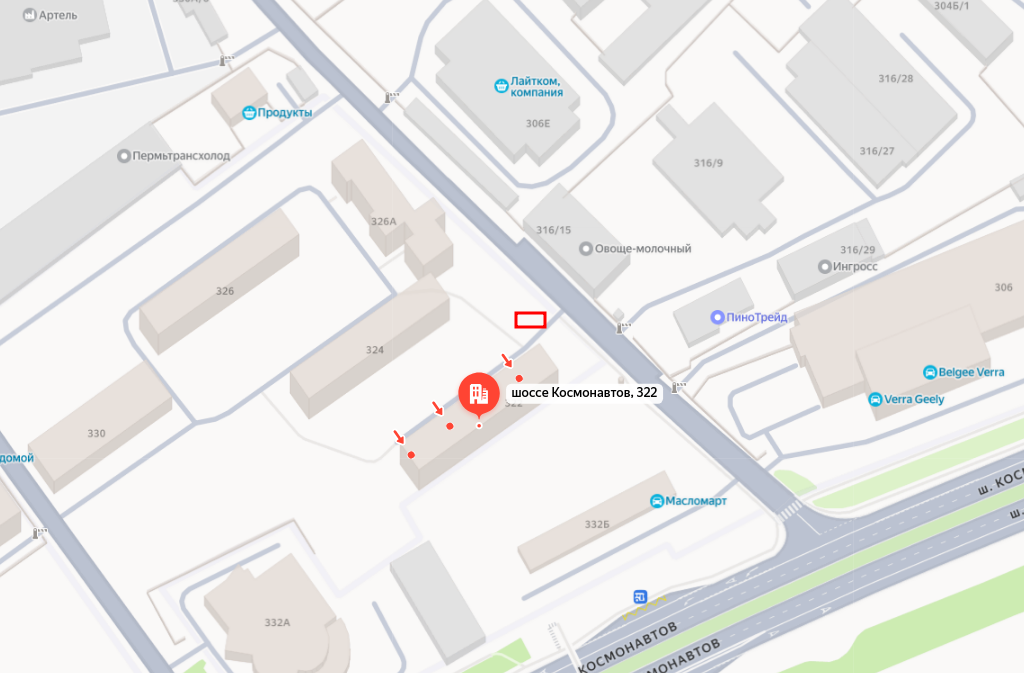 304Б/1
Артель
316/28
Лайтком,
компания
Продукты
306Е
316/27
Пермьтрансхолод
316/9
326А
316/15
Овоще-молочный
316/29
Ингросс
326
306
ПиноТрейд
324
Belgee Verra
шоссе Космонавтов, 322
Verra Geely
330
домой
Масломарт
ш. КОСМ
ш.
332Б
332А
КОСМОНАВТОВ
МОНАВТОВ